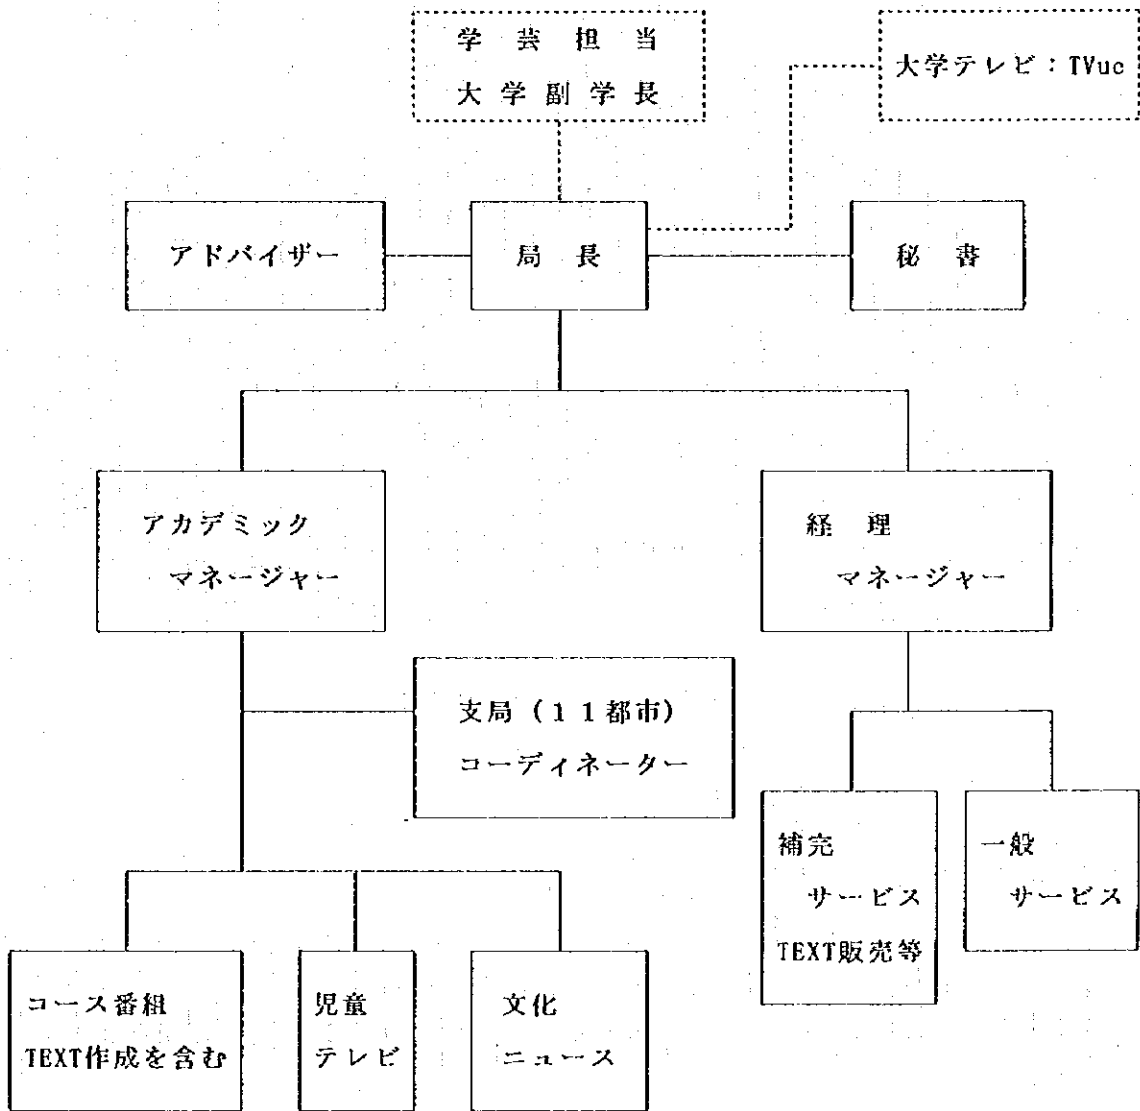 学芸担当
大学副学長
大学テレビ：TVuc
アドバイザー
局長
秘書
アカデミック
マネージャー
経理
マネージャー
支局（11都市）
コーディネーター
補完
サービス
TEXT販売等
一般
サービス
コース番組
TEXT作成を含む
児童
テレビ
文化
ニュース